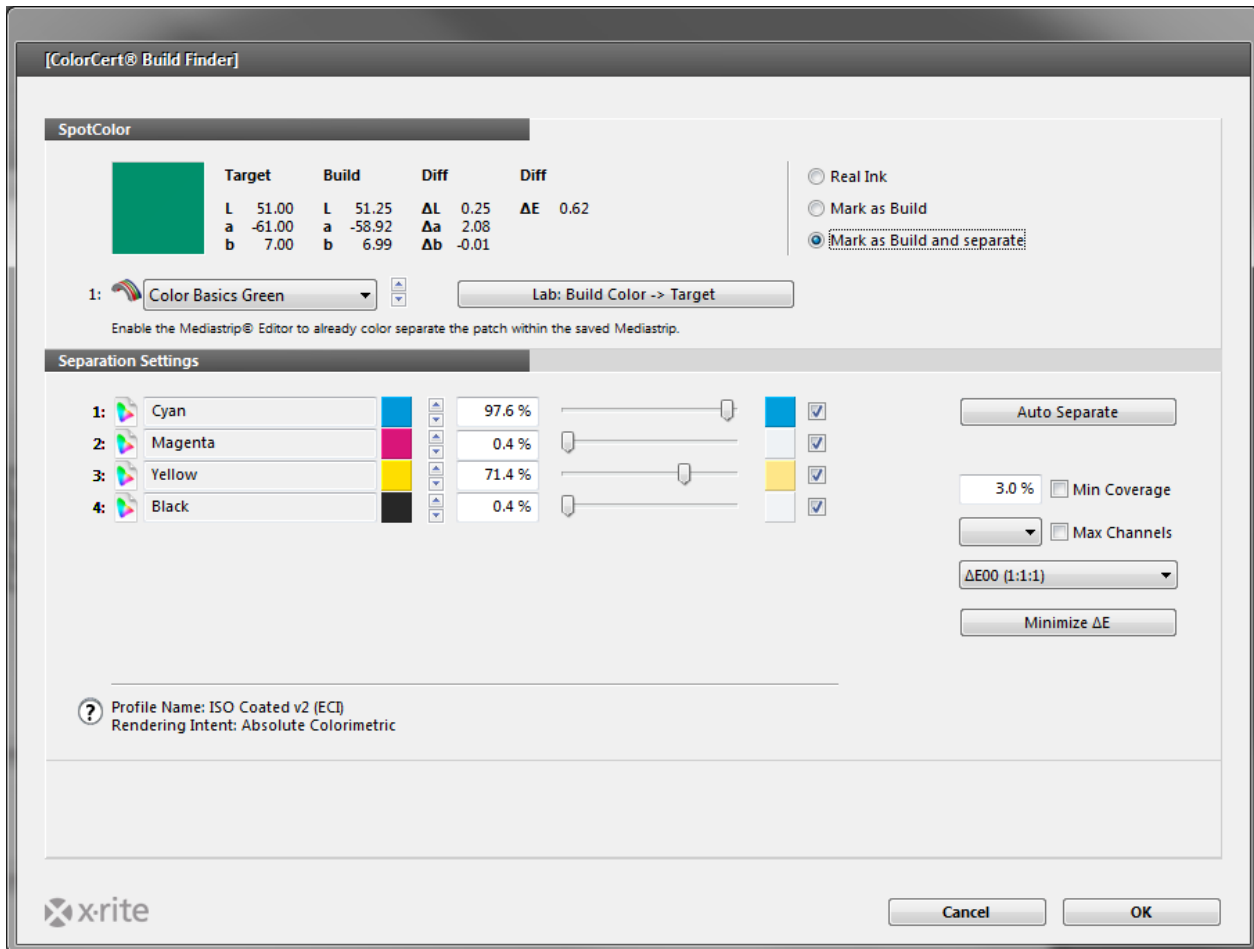 [ColorCert® Build Finder]
SpotColor
Target Build Diff Diff
L 51.00 L 51.25 ΔL 0.25 ΔE 0.62
a -61.00 a -58.92 Δa 2.08
b 7.00 b 6.99 Δb -0.01
Real Ink
Mark as Build
Mark as Build and separate
1: Color Basics Green Lab: Build Color -> Target
Enable the Mediastrip® Editor to already color separate the patch within the saved Mediastrip.
Separation Settings
1: Cyan 97.6 %
2: Magenta 0.4 %
3: Yellow 71.4 %
4: Black 0.4 %
Auto Separate
3.0 % Min Coverage
Max Channels
ΔE00 (1:1:1)
Minimize ΔE
? Profile Name: ISO Coated v2 (ECI)
Rendering Intent: Absolute Colorimetric
x·rite
Cancel OK